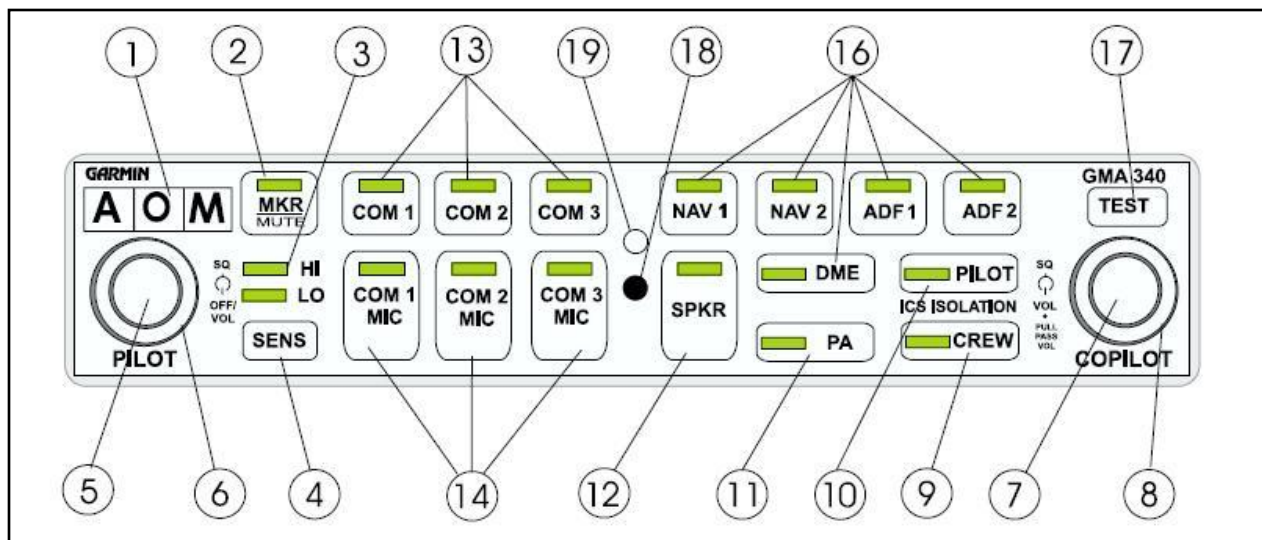 1 2 3 13 19 18 16 17
GARMIN
A O M
MKR
MUTE
COM 1
COM 2
COM 3
NAV 1
NAV 2
ADF 1
ADF 2
GMA 340
TEST
SQ
OFF/
VOL
HI
LO
SENS
PILOT
COM 1
MIC
COM 2
MIC
COM 3
MIC
SPKR
DME
PA
PILOT
ICS ISOLATION
CREW
SQ
VOL
PULL
PASS
VOL
COPILOT
5 6 4 14 12 11 10 9 7 8